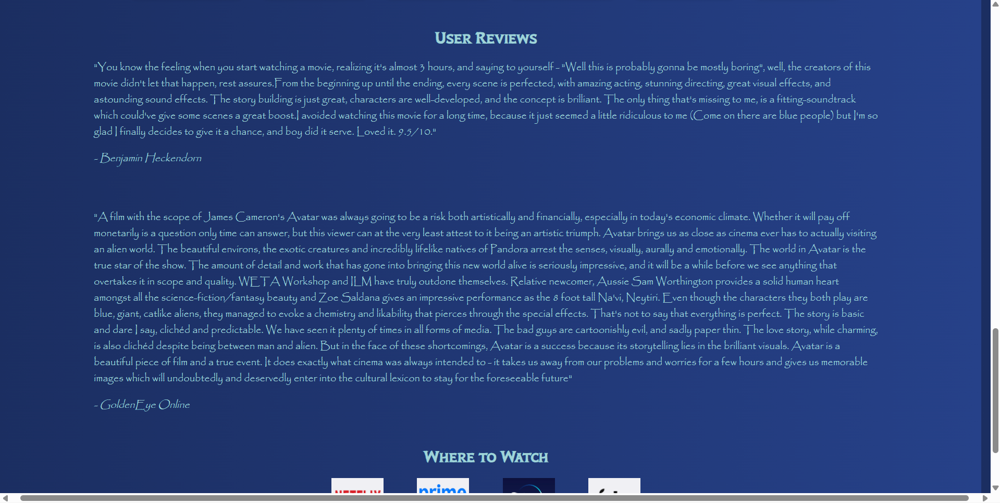 User Reviews
"You know the feeling when you start watching a movie, realizing it's almost 3 hours, and saying to yourself - "Well this is probably gonna be mostly boring", well, the creators of this
movie didn't let that happen, rest assures.From the beginning up until the ending, every scene is perfected, with amazing acting, stunning directing, great visual effects, and
astounding sound effects. The story building is just great, characters are well-developed, and the concept is brilliant. The only thing that's missing to me, is a fitting-soundtrack
which could've give some scenes a great boost.I avoided watching this movie for a long time, because it just seemed a little ridiculous to me (Come on there are blue people) but I'm so
glad I finally decides to give it a chance, and boy did it serve. Loved it. 9.5/10."
- Benjamin Heckendorn
"A film with the scope of James Cameron's Avatar was always going to be a risk both artistically and financially, especially in today's economic climate. Whether it will pay off
monetarily is a question only time can answer, but this viewer can at the very least attest to it being an artistic triumph. Avatar brings us as close as cinema ever has to actually visiting
an alien world. The beautiful environs, the exotic creatures and incredibly lifelike natives of Pandora arrest the senses, visually, aurally and emotionally. The world in Avatar is the
true star of the show. The amount of detail and work that has gone into bringing this new world alive is seriously impressive, and it will be a while before we see anything that
overtakes it in scope and quality. WETA Workshop and ILM have truly outdone themselves. Relative newcomer, Aussie Sam Worthington provides a solid human heart
amongst all the science-fiction/fantasy beauty and Zoe Saldana gives an impressive performance as the 8 foot tall Na'vi, Neytiri. Even though the characters they both play are
blue, giant, catlike aliens, they managed to evoke a chemistry and likability that pierces through the special effects. That's not to say that everything is perfect. The story is basic
and dare I say, clichéd and predictable. We have seen it plenty of times in all forms of media. The bad guys are cartoonishly evil, and sadly paper thin. The love story, while charming,
is also clichéd despite being between man and alien. But in the face of these shortcomings, Avatar is a success because its storytelling lies in the brilliant visuals. Avatar is a
beautiful piece of film and a true event. It does exactly what cinema was always intended to - it takes us away from our problems and worries for a few hours and gives us memorable
images which will undoubtedly and deservedly enter into the cultural lexicon to stay for the foreseeable future"
- GoldenEye Online
Where to Watch
NETFLIX prime